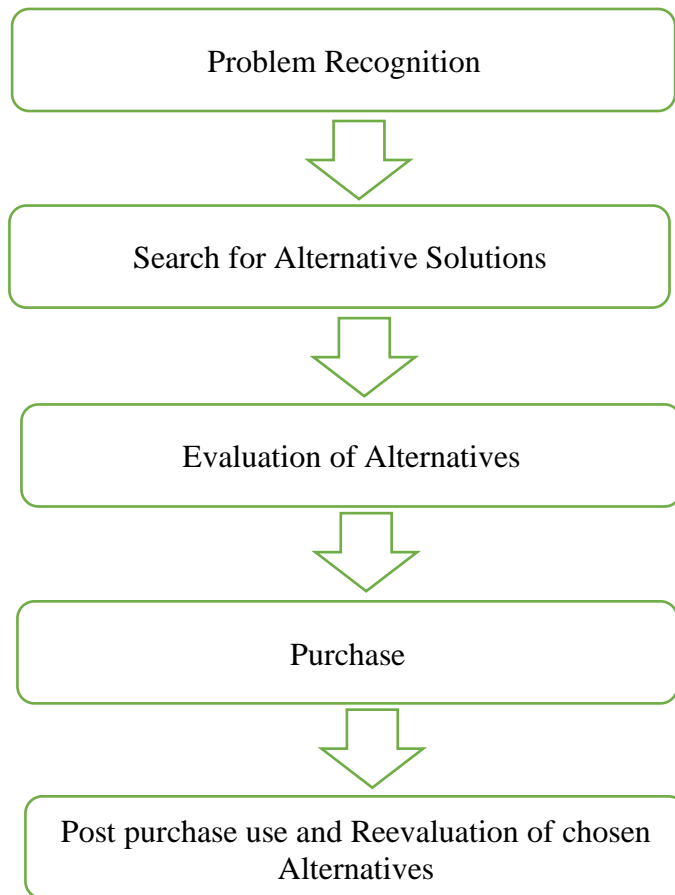 Problem Recognition
Search for Alternative Solutions
Evaluation of Alternatives
Purchase
Post purchase use and Reevaluation of chosen
Alternatives